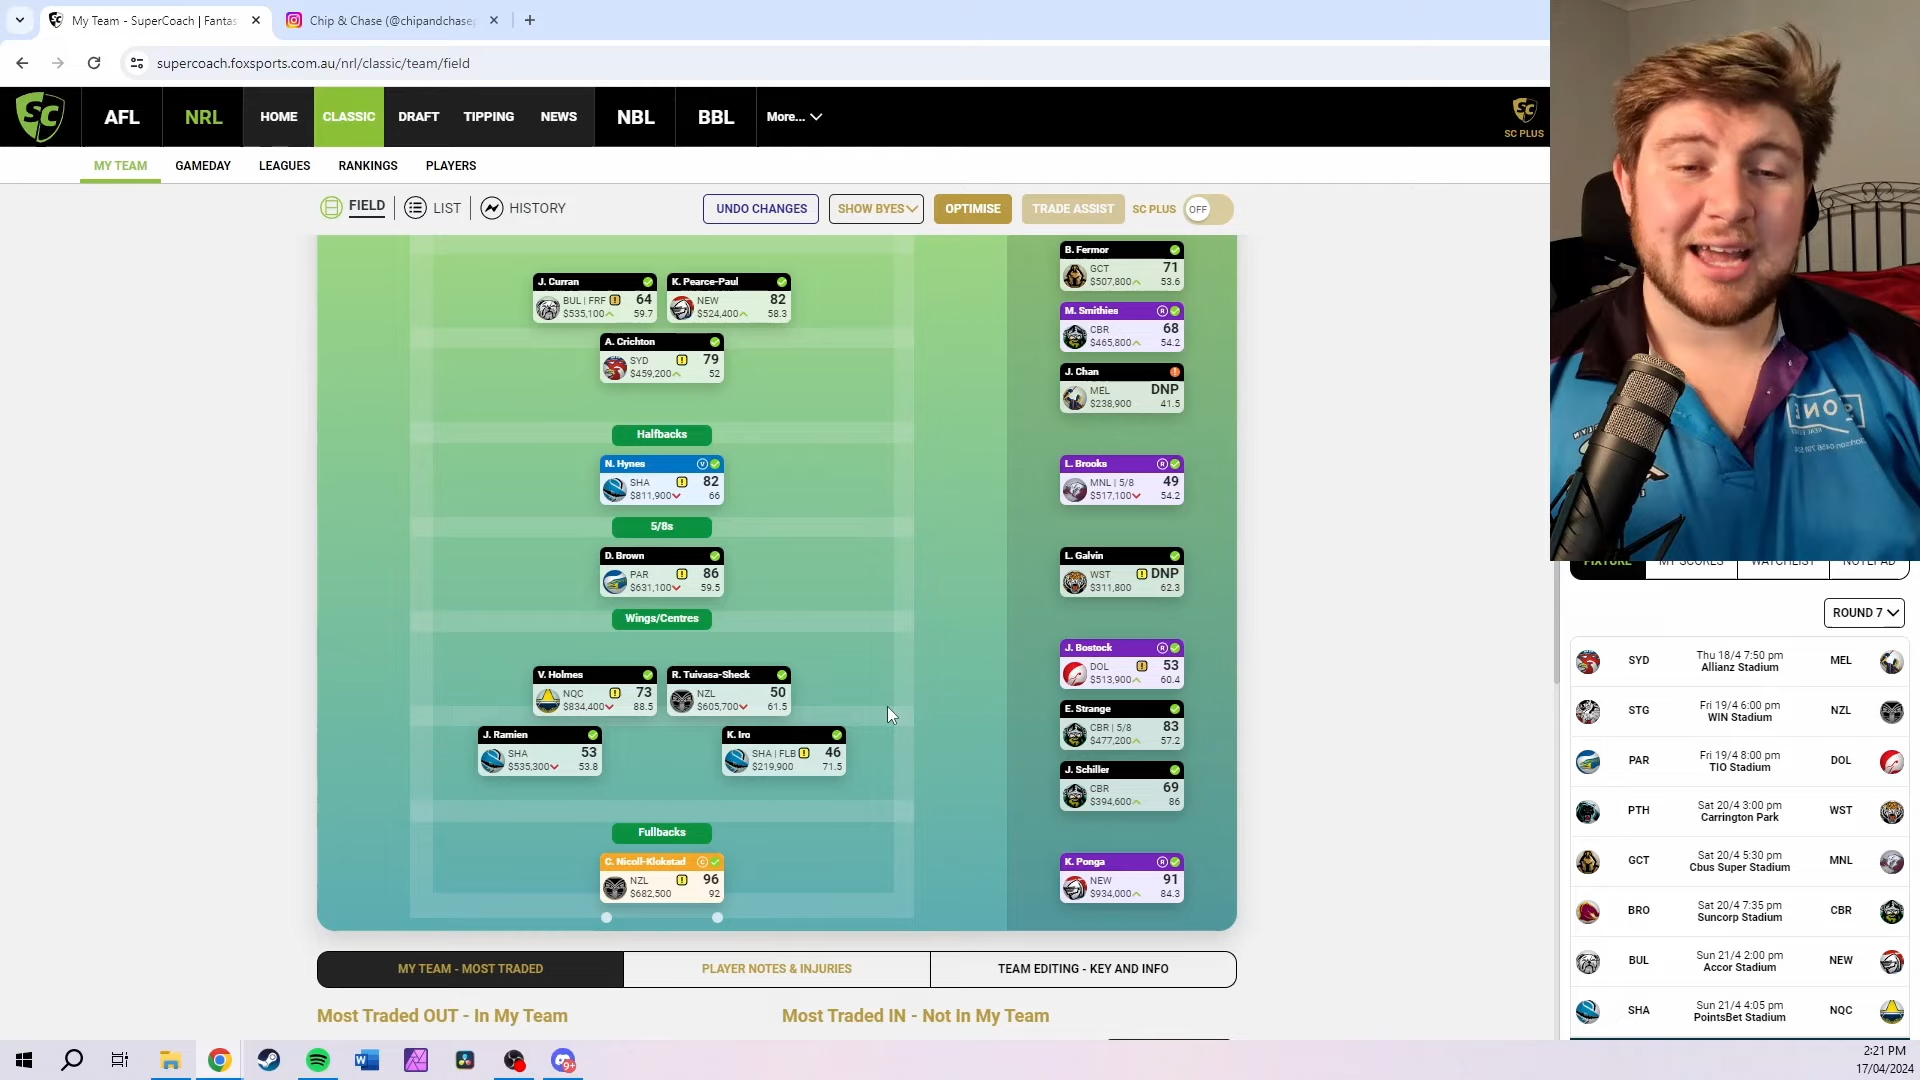 My Team - SuperCoach | Fantas
Chip & Chase (@chipandchasep
supercoach.foxsports.com.au/nrl/classic/team/field
AFL
NRL
HOME
CLASSIC
DRAFT
TIPPING
NEWS
NBL
BBL
More...
SC PLUS
MY TEAM
GAMEDAY
LEAGUES
RANKINGS
PLAYERS
FIELD
LIST
HISTORY
UNDO CHANGES
SHOW BYES
OPTIMISE
TRADE ASSIST
SC PLUS
OFF
J. Curran
BUL | FRF 64
$535,100 59.7
K. Pearce-Paul
NEW 82
$524,400 58.3
A. Crichton
SYD 79
$459,200 52
Halfbacks
N. Hynes V
SHA 82
$811,900 66
5/8s
D. Brown
PAR 86
$631,100 59.5
Wings/Centres
V. Holmes
NQC 73
$834,400 88.5
R. Tuivasa-Sheck
NZL 50
$605,700 61.5
J. Ramien
SHA 53
$535,300 53.8
K. Iro
SHA | FLB 46
$219,900 71.5
Fullbacks
C. Nicoll-Klokstad C
NZL 96
$682,500 92
B. Fermor
GCT 71
$507,800 53.6
M. Smithies R
CBR 68
$465,800 54.2
J. Chan
MEL DNP
$238,900 41.5
L. Brooks R
MNL | 5/8 49
$517,100 54.2
L. Galvin
WST DNP
$311,800 62.3
J. Bostock R
DOL 53
$513,900 60.4
E. Strange
CBR | 5/8 83
$477,200 57.2
J. Schiller
CBR 69
$394,600 86
K. Ponga R
NEW 91
$934,000 84.3
MY TEAM - MOST TRADED
PLAYER NOTES & INJURIES
TEAM EDITING - KEY AND INFO
Most Traded OUT - In My Team
Most Traded IN - Not In My Team
FIXTURE
MY SCORES
WATCHLIST
NOTEPAD
ROUND 7
SYD Thu 18/4 7:50 pm MEL
Allianz Stadium
STG Fri 19/4 6:00 pm NZL
WIN Stadium
PAR Fri 19/4 8:00 pm DOL
TIO Stadium
PTH Sat 20/4 3:00 pm WST
Carrington Park
GCT Sat 20/4 5:30 pm MNL
Cbus Super Stadium
BRO Sat 20/4 7:35 pm CBR
Suncorp Stadium
BUL Sun 21/4 2:00 pm NEW
Accor Stadium
SHA Sun 21/4 4:05 pm NQC
PointsBet Stadium
2:21 PM
17/04/2024